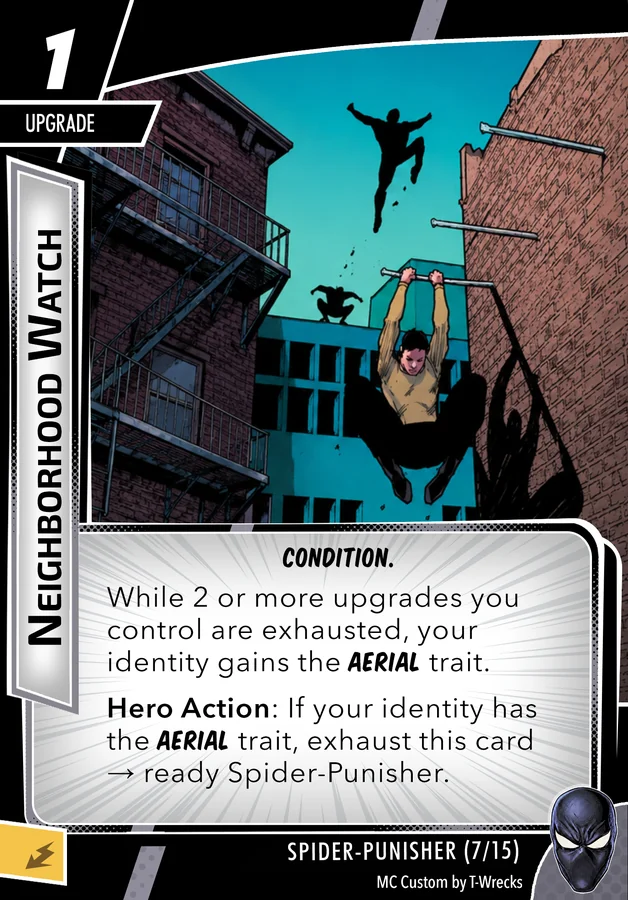 1
UPGRADE
NEIGHBORHOOD WATCH
CONDITION.
While 2 or more upgrades you
control are exhausted, your
identity gains the AERIAL trait.
Hero Action: If your identity has
the AERIAL trait, exhaust this card
→ ready Spider-Punisher.
SPIDER-PUNISHER (7/15)
MC Custom by T-Wrecks